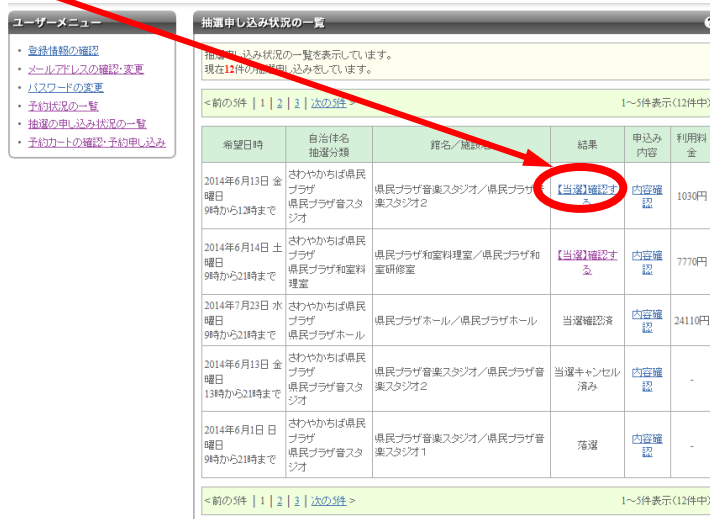 ユーザーメニュー
・ 登録情報の確認
・ メールアドレスの確認・変更
・ パスワードの変更
・ 予約状況の一覧
・ 抽選の申し込み状況の一覧
・ 予約カートの確認・予約申し込み
抽選申し込み状況の一覧
抽選申し込み状況の一覧を表示しています。
現在12件の抽選申し込みをしています。
<前の5件 | 1 | 2 | 3 | 次の5件 >
1～5件表示(12件中)
希望日時
自治体名
抽選分類
館名／施設名
結果
申込み
内容
利用料
金
2014年6月13日 金
曜日
9時から12時まで
さわやかちば県民
プラザ
県民プラザ音楽スタ
ジオ
県民プラザ音楽スタジオ／県民プラザ音
楽スタジオ2
【当選】確認す
る
内容確
認
1030円
2014年6月14日 土
曜日
9時から21時まで
さわやかちば県民
プラザ
県民プラザ和室料
理室
県民プラザ和室料理室／県民プラザ和
室研修室
【当選】確認す
る
内容確
認
7770円
2014年7月23日 水
曜日
9時から21時まで
さわやかちば県民
プラザ
県民プラザホール
県民プラザホール／県民プラザホール
当選確認済
内容確
認
24110円
2014年6月13日 金
曜日
13時から21時まで
さわやかちば県民
プラザ
県民プラザ音楽スタ
ジオ
県民プラザ音楽スタジオ／県民プラザ音
楽スタジオ2
当選キャンセル
済み
内容確
認
-
2014年6月1日 日
曜日
9時から21時まで
さわやかちば県民
プラザ
県民プラザ音楽スタ
ジオ
県民プラザ音楽スタジオ／県民プラザ音
楽スタジオ1
落選
内容確
認
-
<前の5件 | 1 | 2 | 3 | 次の5件 >
1～5件表示(12件中)